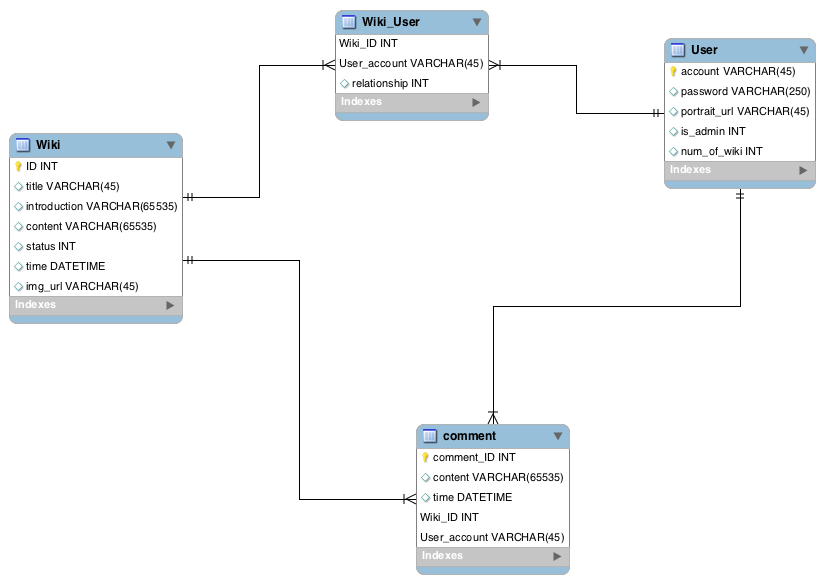 Wiki_User
Wiki_ID INT
User_account VARCHAR(45)
relationship INT
Indexes
User
account VARCHAR(45)
password VARCHAR(250)
portrait_url VARCHAR(45)
is_admin INT
num_of_wiki INT
Indexes
Wiki
ID INT
title VARCHAR(45)
introduction VARCHAR(65535)
content VARCHAR(65535)
status INT
time DATETIME
img_url VARCHAR(45)
Indexes
comment
comment_ID INT
content VARCHAR(65535)
time DATETIME
Wiki_ID INT
User_account VARCHAR(45)
Indexes